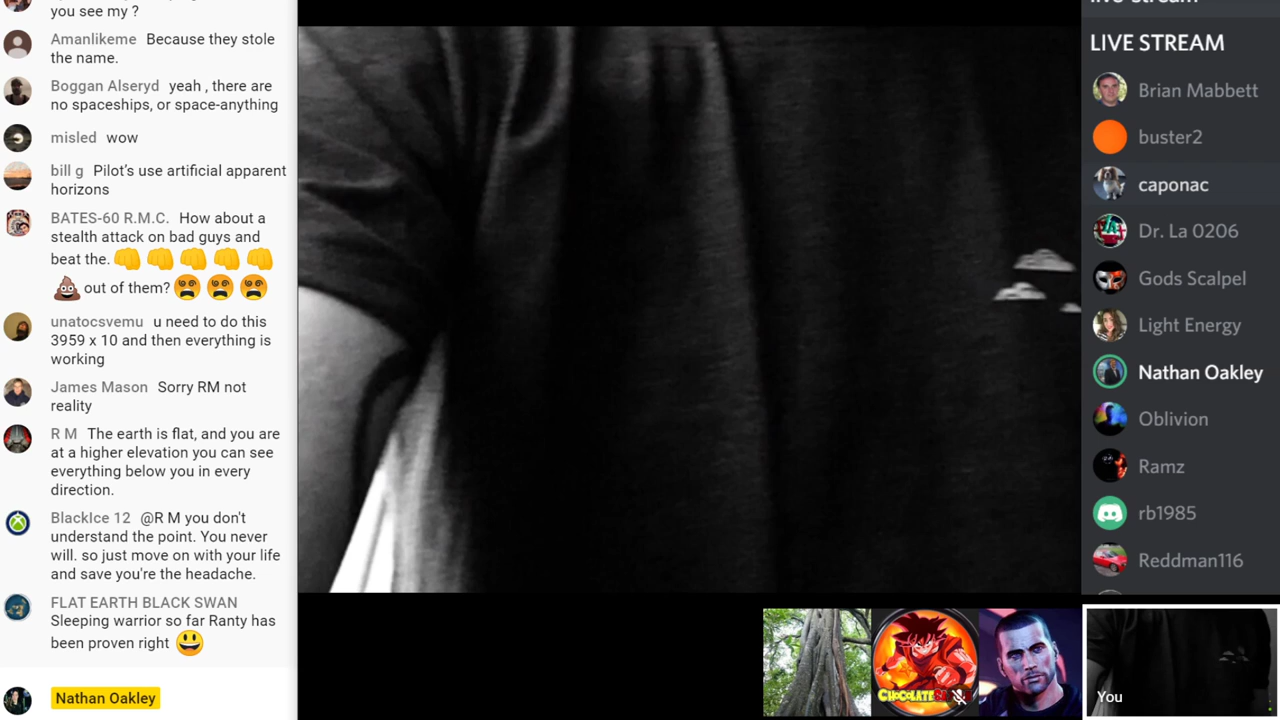 you see my ?
Amanlikeme Because they stole
the name.
Boggan Alseryd yeah , there are
no spaceships, or space-anything
misled wow
bill g Pilot's use artificial apparent
horizons
BATES-60 R.M.C. How about a
stealth attack on bad guys and
beat the. 👊👊👊👊👊
💩 out of them? 😵😵😵
unatocsvemu u need to do this
3959 x 10 and then everything is
working
James Mason Sorry RM not
reality
R M The earth is flat, and you are
at a higher elevation you can see
everything below you in every
direction.
BlackIce 12 @R M you don't
understand the point. You never
will. so just move on with your life
and save you're the headache.
FLAT EARTH BLACK SWAN
Sleeping warrior so far Ranty has
been proven right 😃
Nathan Oakley
live-stream
LIVE STREAM
Brian Mabbett
buster2
caponac
Dr. La 0206
Gods Scalpel
Light Energy
Nathan Oakley
Oblivion
Ramz
rb1985
Reddman116
You